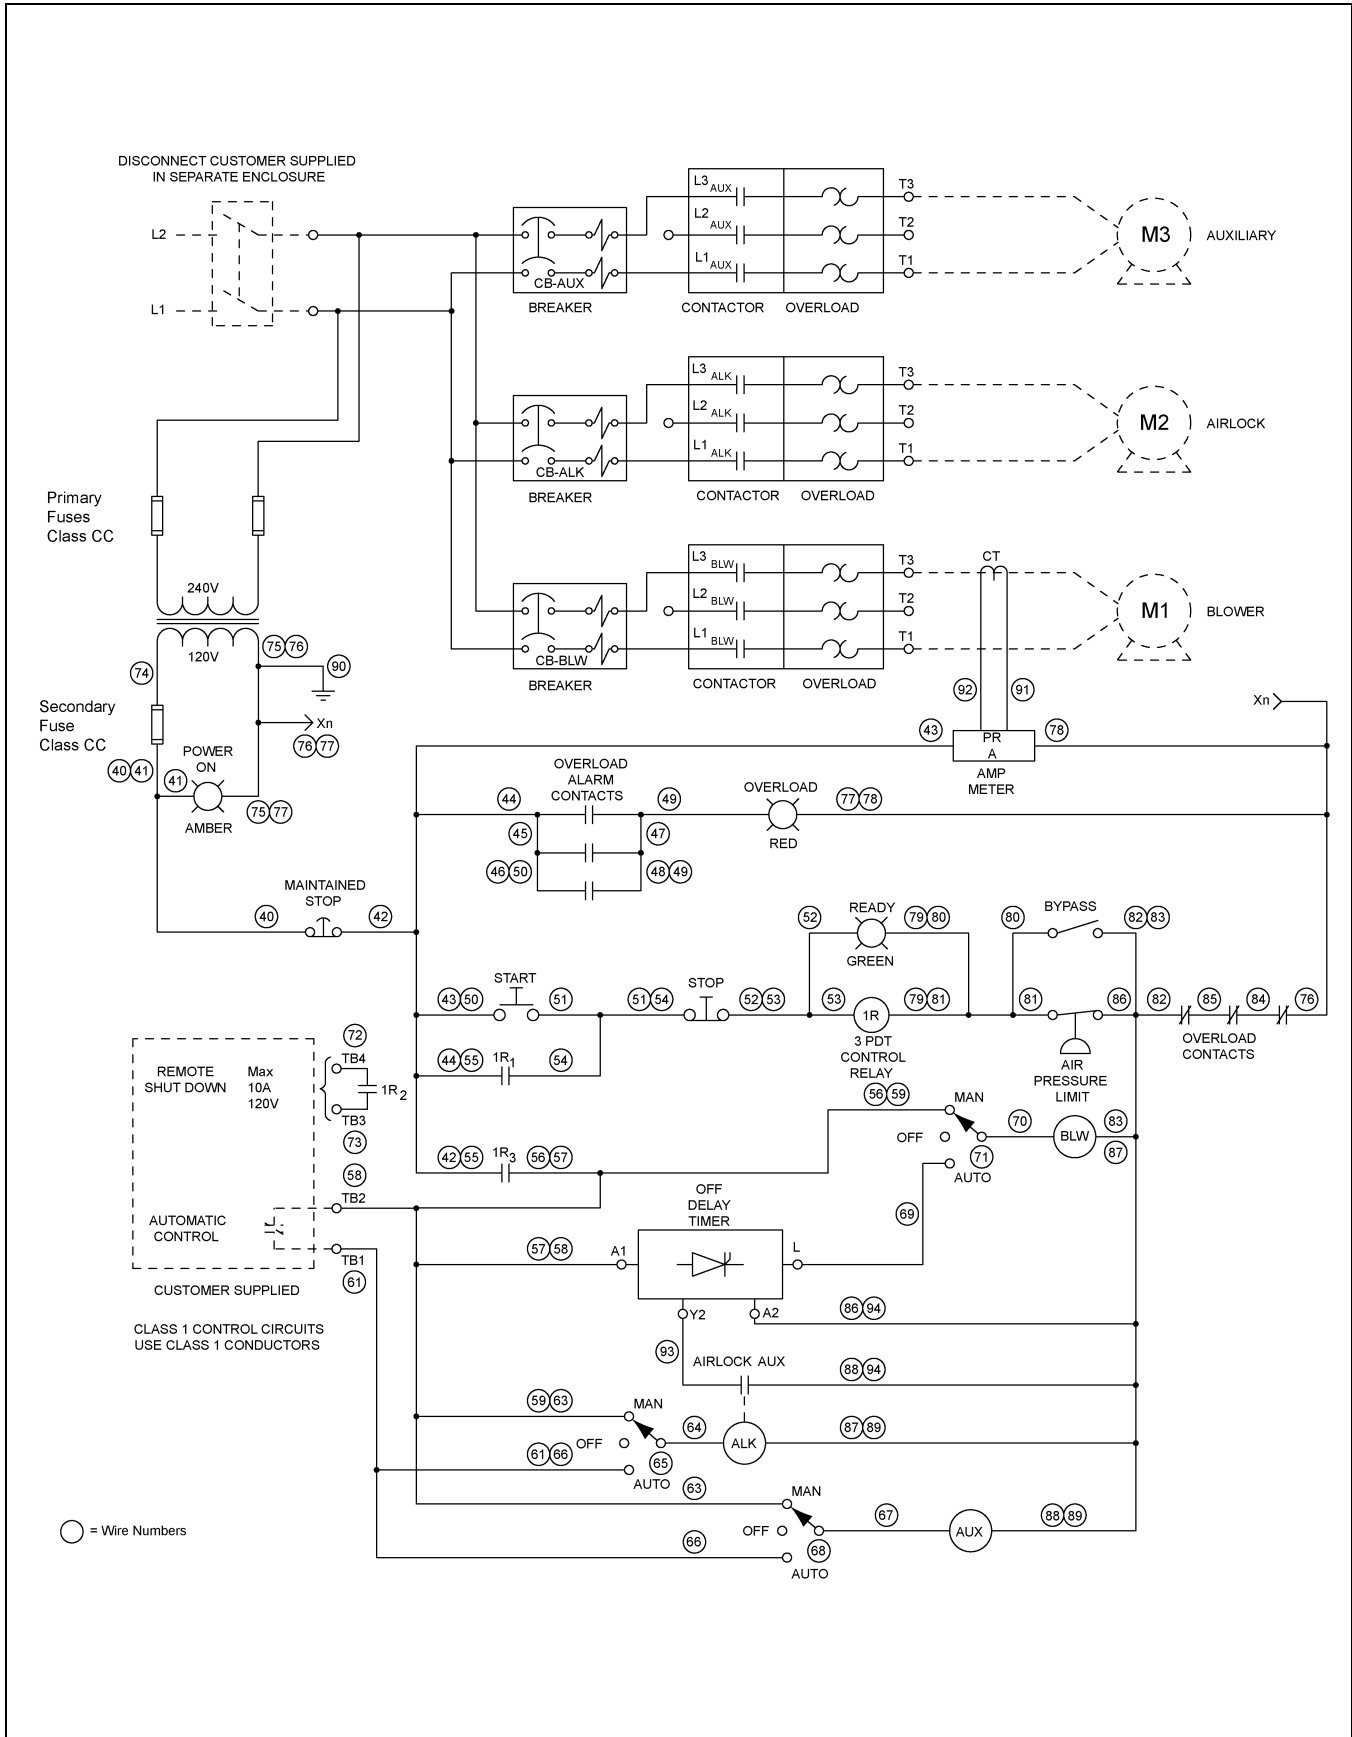 DISCONNECT CUSTOMER SUPPLIED
IN SEPARATE ENCLOSURE
L2
L1
CB-AUX
BREAKER
L3 AUX
L2 AUX
L1 AUX
CONTACTOR
OVERLOAD
T3
T2
T1
M3
AUXILIARY
CB-ALK
BREAKER
L3 ALK
L2 ALK
L1 ALK
CONTACTOR
OVERLOAD
T3
T2
T1
M2
AIRLOCK
CB-BLW
BREAKER
L3 BLW
L2 BLW
L1 BLW
CONTACTOR
OVERLOAD
T3
T2
T1
CT
M1
BLOWER
92
91
Primary
Fuses
Class CC
240V
120V
74
75 76
90
Secondary
Fuse
Class CC
Xn
76 77
40 41
41
POWER
ON
AMBER
75 77
Xn
43
PR
A
78
AMP
METER
OVERLOAD
ALARM
CONTACTS
44
49
45
47
46 50
48 49
OVERLOAD
RED
77 78
MAINTAINED
STOP
40
42
52
READY
GREEN
79 80
80
BYPASS
82 83
START
43 50
51
51 54
STOP
52 53
53
1R
79 81
3 PDT
CONTROL
RELAY
81
86
AIR
PRESSURE
LIMIT
82
85
84
76
OVERLOAD
CONTACTS
44 55
1R1
54
REMOTE
SHUT DOWN
Max
10A
120V
72
TB4
1R2
TB3
73
58
TB2
AUTOMATIC
CONTROL
TB1
61
CUSTOMER SUPPLIED
CLASS 1 CONTROL CIRCUITS
USE CLASS 1 CONDUCTORS
42 55
1R3
56 57
56 59
MAN
OFF
AUTO
71
70
BLW
83
87
69
OFF
DELAY
TIMER
57 58
A1
L
Y2
A2
86 94
93
AIRLOCK AUX
88 94
59 63
MAN
OFF
61 66
AUTO
65
64
ALK
87 89
63
MAN
OFF
66
AUTO
68
67
AUX
88 89
= Wire Numbers